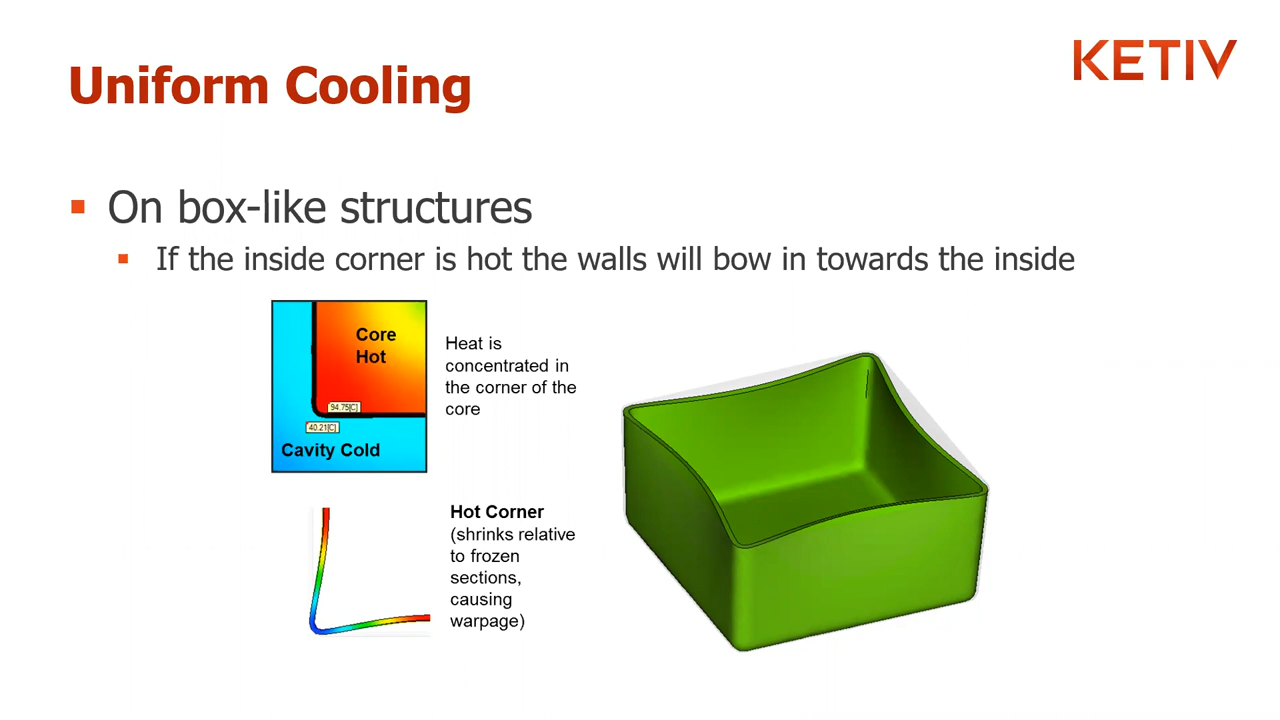 KETIV
Uniform Cooling
On box-like structures
If the inside corner is hot the walls will bow in towards the inside
Core
Hot
94.75[C]
40.21[C]
Cavity Cold
Heat is
concentrated in
the corner of the
core
Hot Corner
(shrinks relative
to frozen
sections,
causing
warpage)